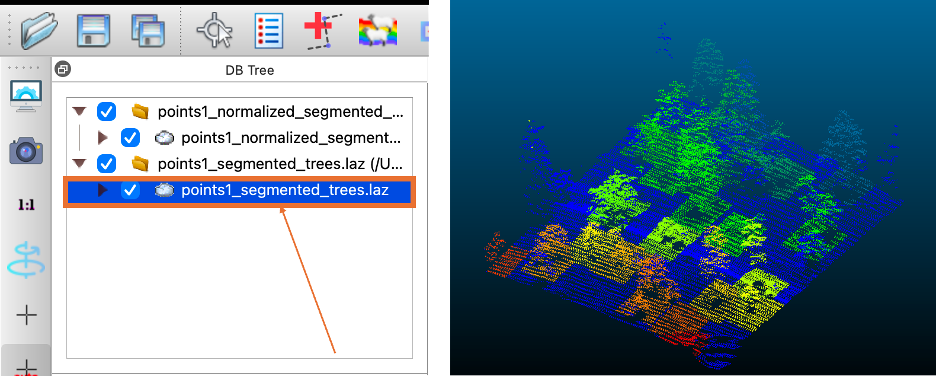 DB Tree
points1_normalized_segmented_...
points1_normalized_segment...
points1_segmented_trees.laz (/U...
points1_segmented_trees.laz
1:1